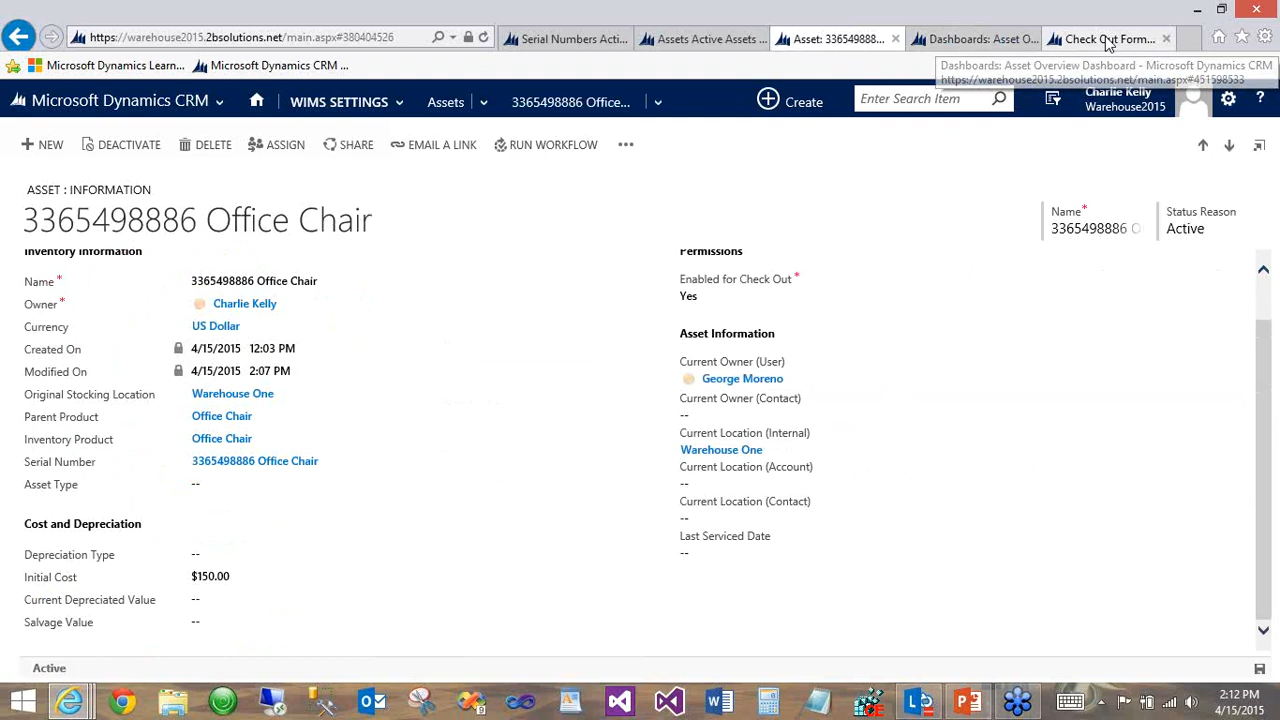 https://warehouse2015.2bsolutions.net/main.aspx#380404526
Serial Numbers Acti...
Assets Active Assets ...
Asset: 33654988...
Dashboards: Asset O...
Check Out Form...
Microsoft Dynamics Learn...
Microsoft Dynamics CRM ...
Dashboards: Asset Overview Dashboard - Microsoft Dynamics CRM
https://warehouse2015.2bsolutions.net/main.aspx#451598533
Microsoft Dynamics CRM
WIMS SETTINGS
Assets
3365498886 Office...
Create
Enter Search Item
Charlie Kelly
Warehouse2015
?
NEW
DEACTIVATE
DELETE
ASSIGN
SHARE
EMAIL A LINK
RUN WORKFLOW
ASSET : INFORMATION
3365498886 Office Chair
Name*
3365498886 O
Status Reason
Active
Inventory Information
Name* 3365498886 Office Chair
Owner* Charlie Kelly
Currency US Dollar
Created On 4/15/2015 12:03 PM
Modified On 4/15/2015 2:07 PM
Original Stocking Location Warehouse One
Parent Product Office Chair
Inventory Product Office Chair
Serial Number 3365498886 Office Chair
Asset Type --
Cost and Depreciation
Depreciation Type --
Initial Cost $150.00
Current Depreciated Value --
Salvage Value --
Permissions
Enabled for Check Out*
Yes
Asset Information
Current Owner (User)
George Moreno
Current Owner (Contact)
--
Current Location (Internal)
Warehouse One
Current Location (Account)
--
Current Location (Contact)
--
Last Serviced Date
--
Active
2:12 PM
4/15/2015